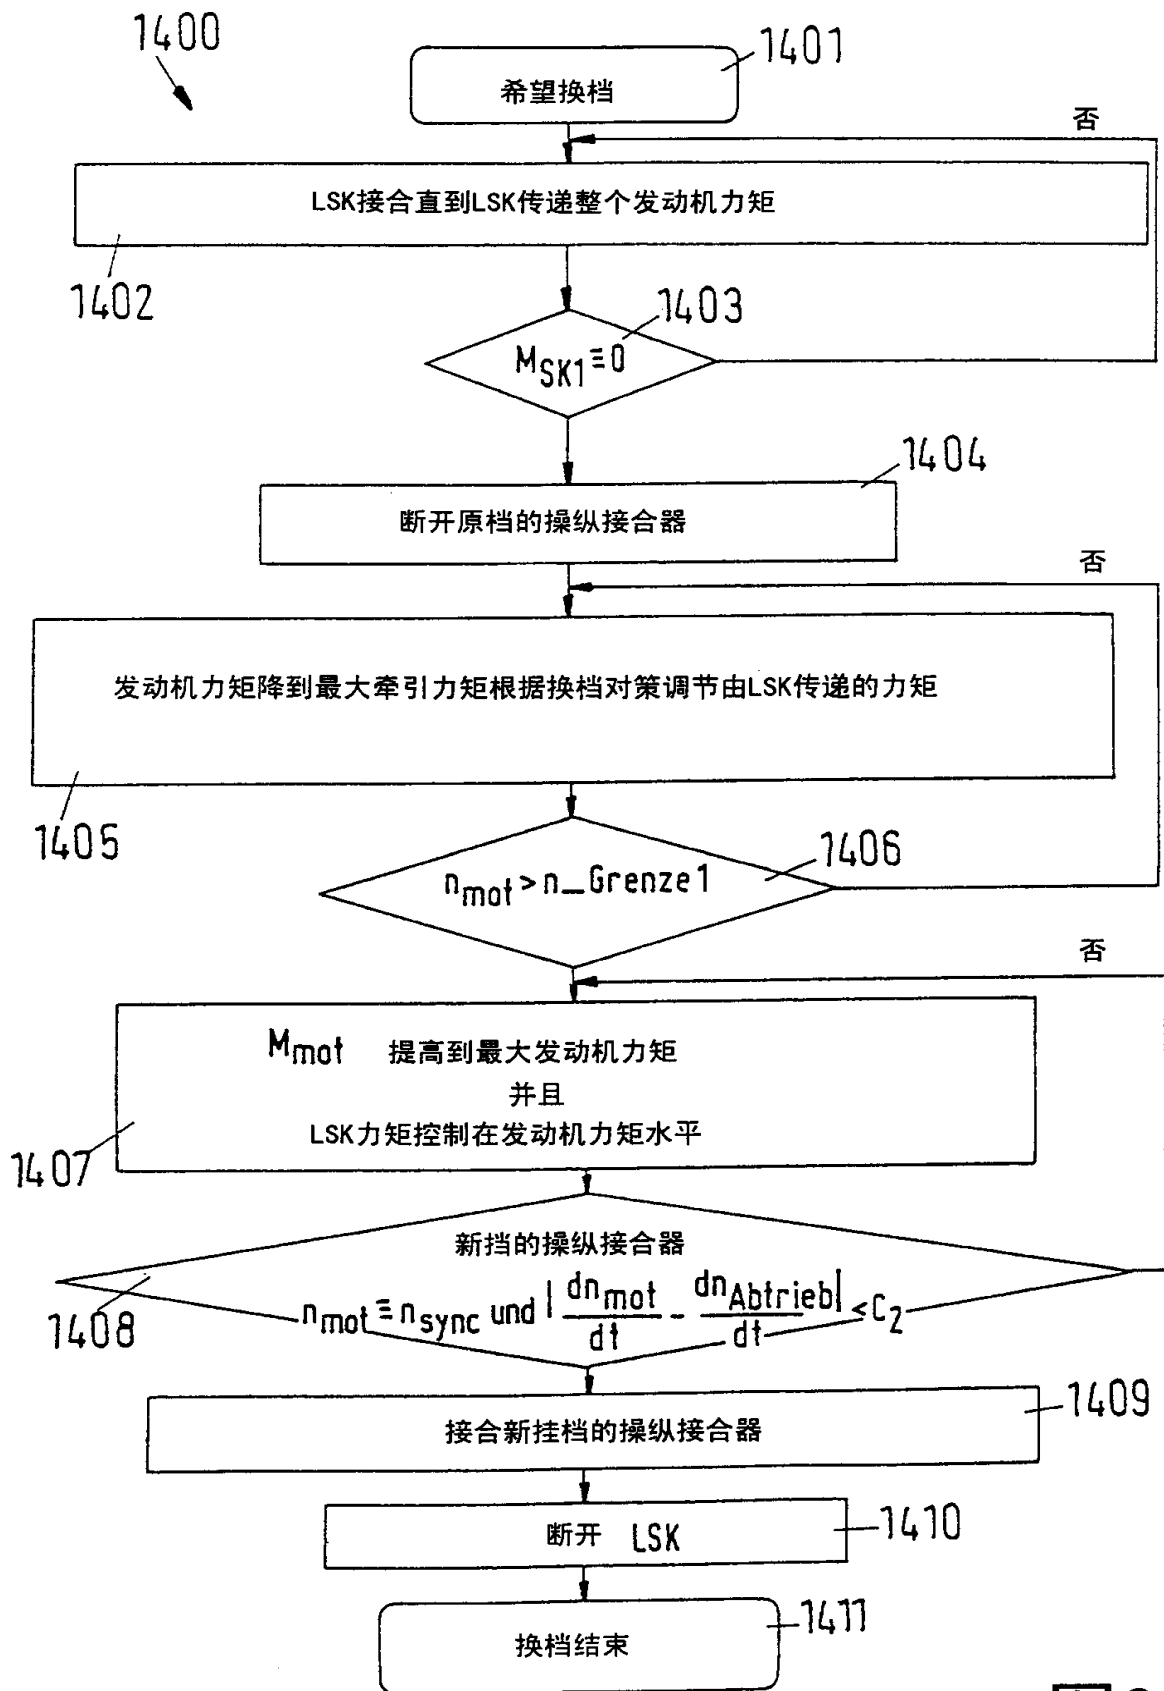 1400
1401
希望换档
否
LSK接合直到LSK传递整个发动机力矩
1402
1403
M_SK1 ≡ 0
1404
断开原档的操纵接合器
否
发动机力矩降到最大牵引力矩根据换档对策调节由LSK传递的力矩
1405
1406
n_mot > n_Grenze1
否
M_mot 提高到最大发动机力矩
并且
LSK力矩控制在发动机力矩水平
1407
新挡的操纵接合器
n_mot ≡ n_sync und | dn_mot/dt - dn_Abtrieb/dt | < C_2
1408
1409
接合新挂档的操纵接合器
断开 LSK
1410
1411
换档结束